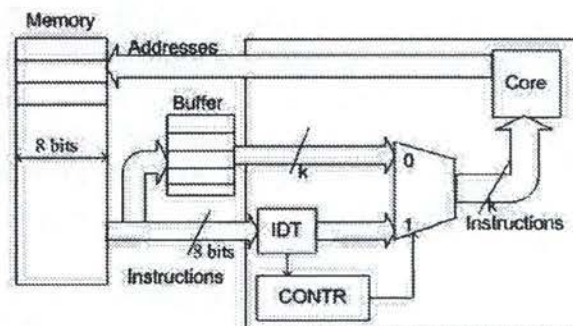 Memory
Addresses
Core
Buffer
8 bits
k
0
k
Instructions
1
IDT
8 bits
Instructions
CONTR